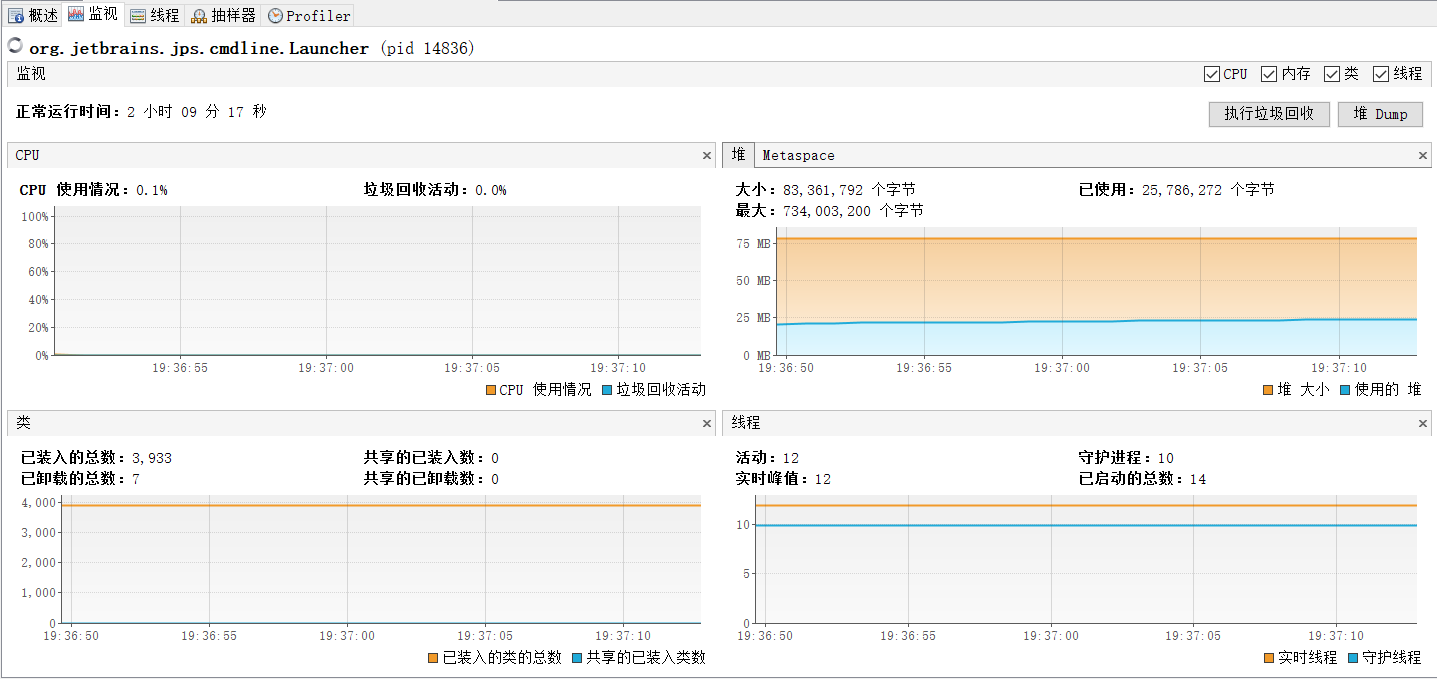 概述 监视 线程 抽样器 Profiler
org.jetbrains.jps.cmdline.Launcher (pid 14836)
监视 CPU 内存 类 线程
正常运行时间：2 小时 09 分 17 秒 执行垃圾回收 堆 Dump
CPU ×
CPU 使用情况：0.1% 垃圾回收活动：0.0%
100%
80%
60%
40%
20%
0%
19:36:55 19:37:00 19:37:05 19:37:10
CPU 使用情况 垃圾回收活动
堆 Metaspace ×
大小：83,361,792 个字节 已使用：25,786,272 个字节
最大：734,003,200 个字节
75 MB
50 MB
25 MB
0 MB
19:36:50 19:36:55 19:37:00 19:37:05 19:37:10
堆 大小 使用的 堆
类 ×
已装入的总数：3,933 共享的已装入数：0
已卸载的总数：7 共享的已卸载数：0
4,000
3,000
2,000
1,000
0
19:36:50 19:36:55 19:37:00 19:37:05 19:37:10
已装入的类的总数 共享的已装入类数
线程 ×
活动：12 守护进程：10
实时峰值：12 已启动的总数：14
10
5
0
19:36:50 19:36:55 19:37:00 19:37:05 19:37:10
实时线程 守护线程